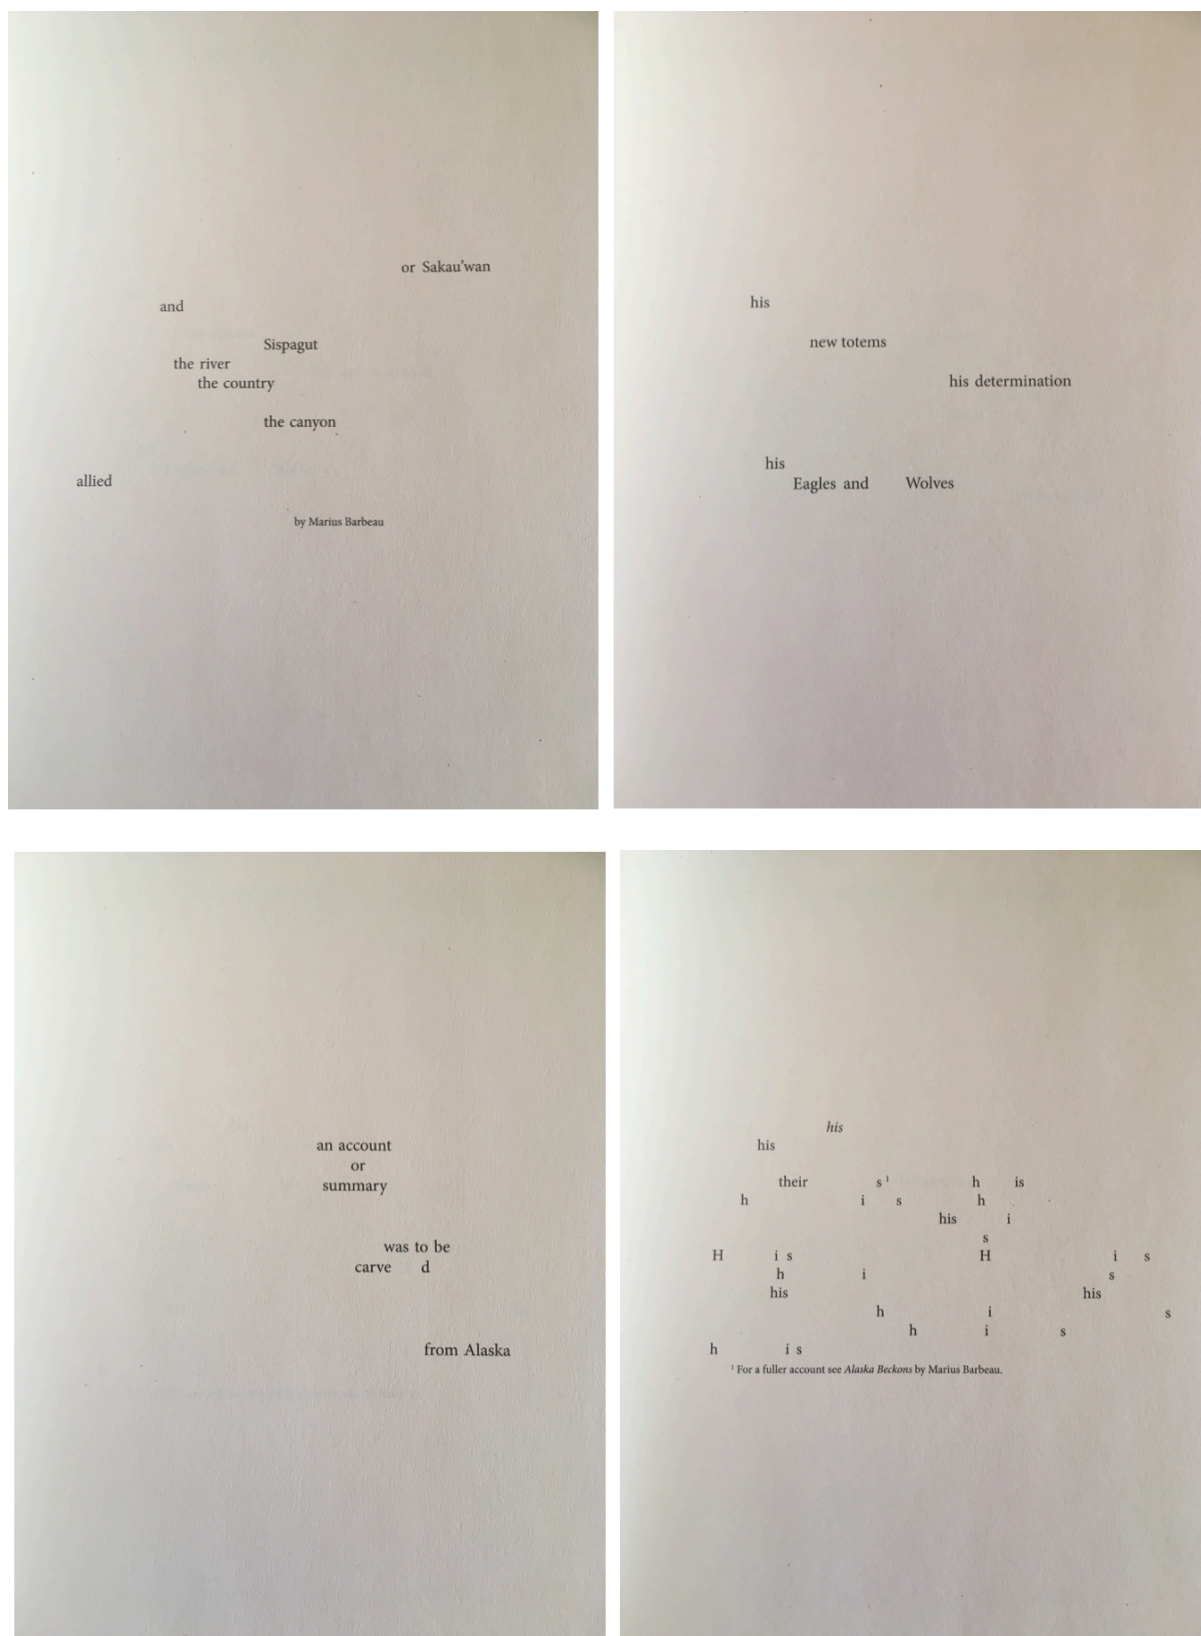 or Sakau'wan
and
Sispagut
the river
the country
the canyon
allied
by Marius Barbeau
his
new totems
his determination
his
Eagles and Wolves
an account
or
summary
was to be
carve d
from Alaska
his
his
their s¹ h is
h i s h
his i
s
H i s H i s
h i s
his his
h i s
h i s
h i s
¹ For a fuller account see Alaska Beckons by Marius Barbeau.